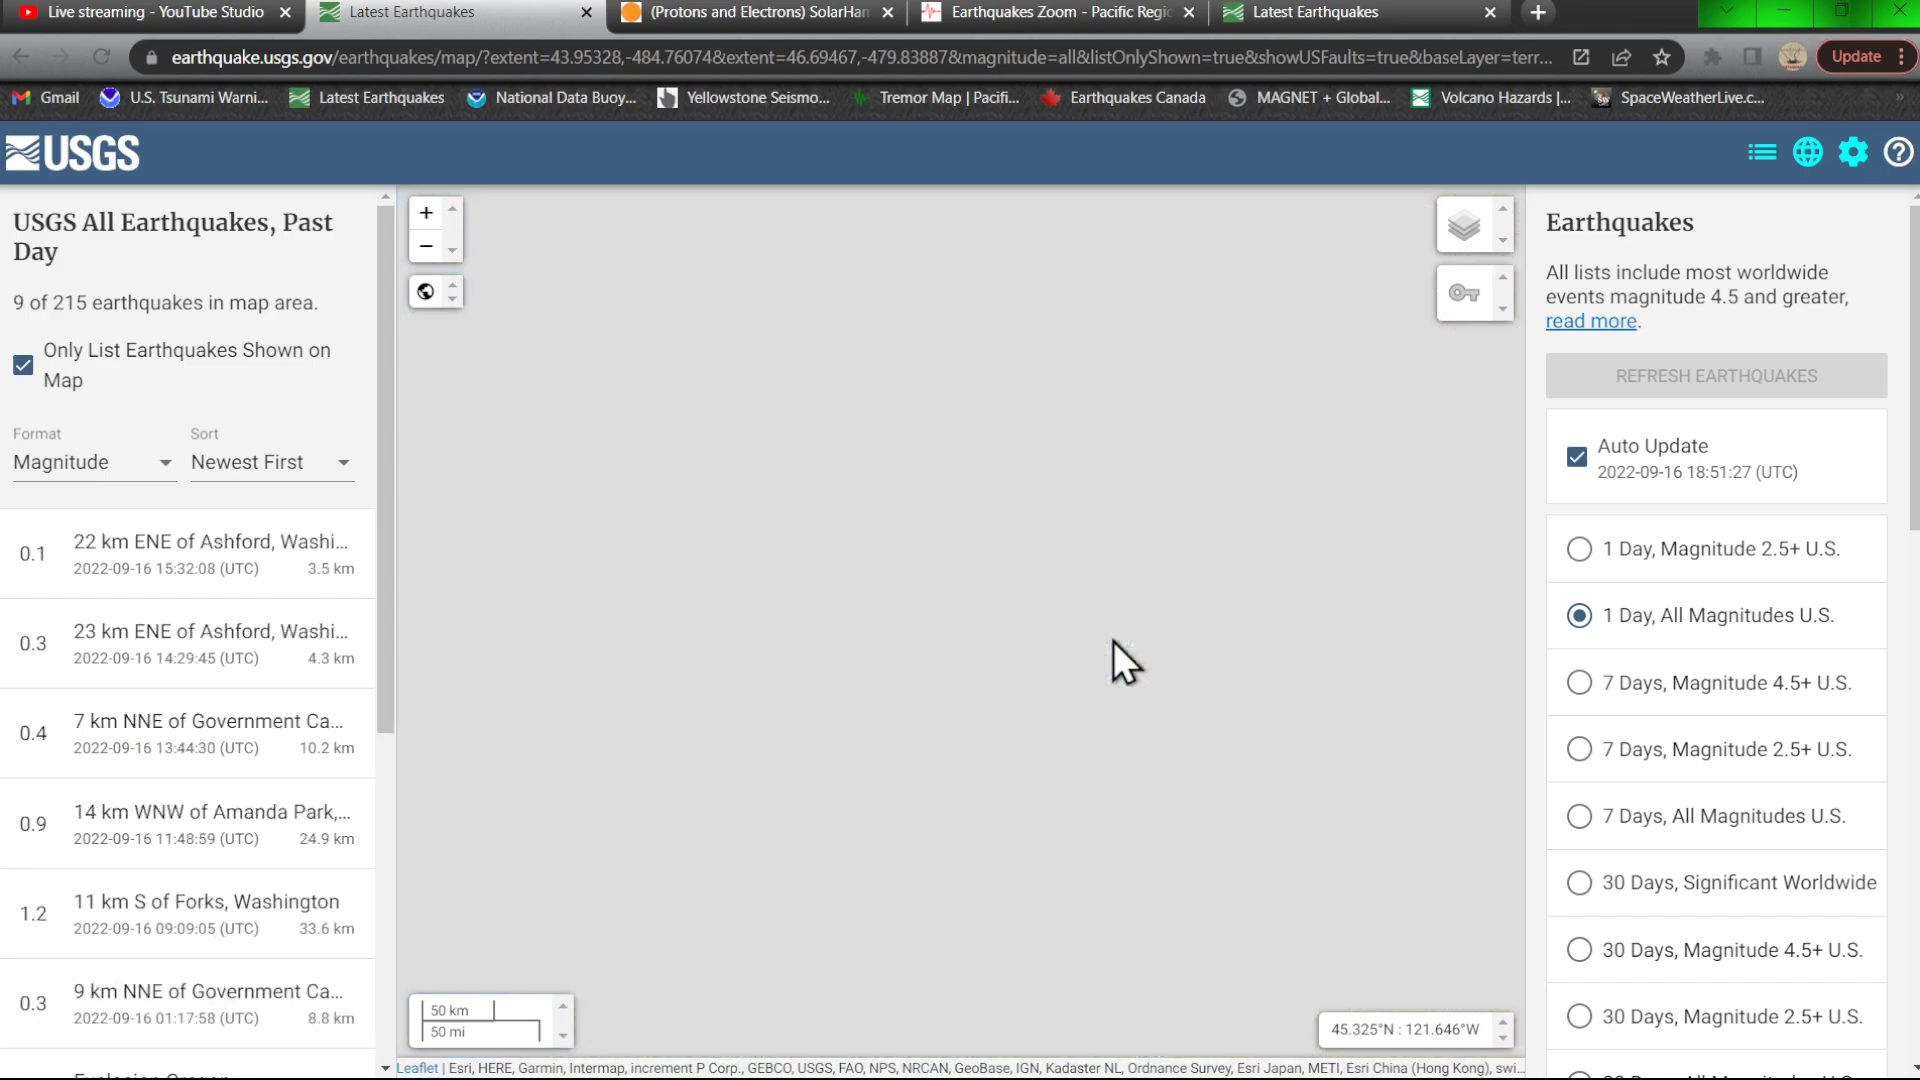 Live streaming - YouTube Studio
Latest Earthquakes
(Protons and Electrons) SolarHam
Earthquakes Zoom - Pacific Regio
Latest Earthquakes
earthquake.usgs.gov/earthquakes/map/?extent=43.95328,-484.76074&extent=46.69467,-479.83887&magnitude=all&listOnlyShown=true&showUSFaults=true&baseLayer=terr...
Update
Gmail
U.S. Tsunami Warni...
Latest Earthquakes
National Data Buoy...
Yellowstone Seismo...
Tremor Map | Pacifi...
Earthquakes Canada
MAGNET + Global...
Volcano Hazards |...
SpaceWeatherLive.c...
USGS
USGS All Earthquakes, Past
Day
9 of 215 earthquakes in map area.
Only List Earthquakes Shown on
Map
Format
Sort
Magnitude
Newest First
0.1
22 km ENE of Ashford, Washi...
2022-09-16 15:32:08 (UTC) 3.5 km
0.3
23 km ENE of Ashford, Washi...
2022-09-16 14:29:45 (UTC) 4.3 km
0.4
7 km NNE of Government Ca...
2022-09-16 13:44:30 (UTC) 10.2 km
0.9
14 km WNW of Amanda Park,...
2022-09-16 11:48:59 (UTC) 24.9 km
1.2
11 km S of Forks, Washington
2022-09-16 09:09:05 (UTC) 33.6 km
0.3
9 km NNE of Government Ca...
2022-09-16 01:17:58 (UTC) 8.8 km
50 km
50 mi
45.325°N : 121.646°W
Leaflet | Esri, HERE, Garmin, Intermap, increment P Corp., GEBCO, USGS, FAO, NPS, NRCAN, GeoBase, IGN, Kadaster NL, Ordnance Survey, Esri Japan, METI, Esri China (Hong Kong), swi...
Earthquakes
All lists include most worldwide
events magnitude 4.5 and greater,
read more.
REFRESH EARTHQUAKES
Auto Update
2022-09-16 18:51:27 (UTC)
1 Day, Magnitude 2.5+ U.S.
1 Day, All Magnitudes U.S.
7 Days, Magnitude 4.5+ U.S.
7 Days, Magnitude 2.5+ U.S.
7 Days, All Magnitudes U.S.
30 Days, Significant Worldwide
30 Days, Magnitude 4.5+ U.S.
30 Days, Magnitude 2.5+ U.S.